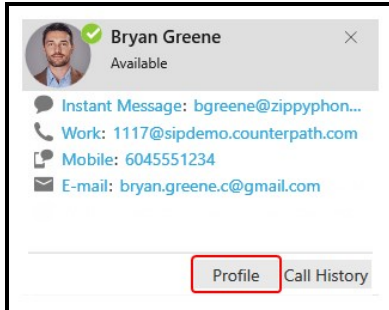 Bryan Greene
Available
Instant Message: bgreene@zippyphon...
Work: 1117@sipdemo.counterpath.com
Mobile: 6045551234
E-mail: bryan.greene.c@gmail.com
Profile Call History